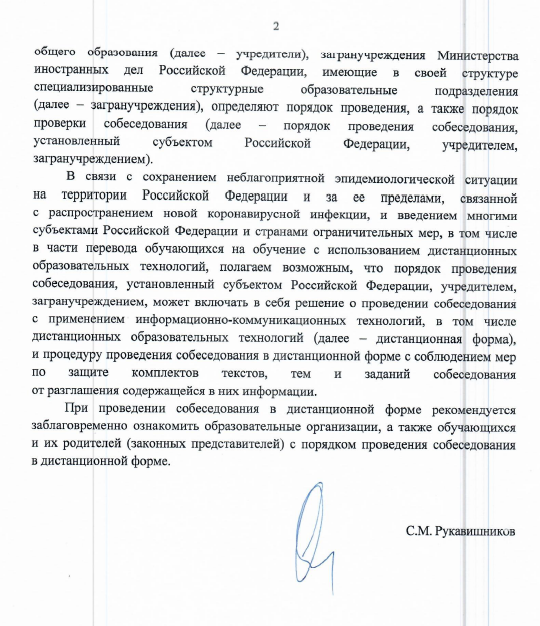 2
общего образования (далее – учредители), загранучреждения Министерства
иностранных дел Российской Федерации, имеющие в своей структуре
специализированные структурные образовательные подразделения
(далее – загранучреждения), определяют порядок проведения, а также порядок
проверки собеседования (далее – порядок проведения собеседования,
установленный субъектом Российской Федерации, учредителем,
загранучреждением).
В связи с сохранением неблагоприятной эпидемиологической ситуации
на территории Российской Федерации и за ее пределами, связанной
с распространением новой коронавирусной инфекции, и введением многими
субъектами Российской Федерации и странами ограничительных мер, в том числе
в части перевода обучающихся на обучение с использованием дистанционных
образовательных технологий, полагаем возможным, что порядок проведения
собеседования, установленный субъектом Российской Федерации, учредителем,
загранучреждением, может включать в себя решение о проведении собеседования
с применением информационно-коммуникационных технологий, в том числе
дистанционных образовательных технологий (далее – дистанционная форма),
и процедуру проведения собеседования в дистанционной форме с соблюдением мер
по защите комплектов текстов, тем и заданий собеседования
от разглашения содержащейся в них информации.
При проведении собеседования в дистанционной форме рекомендуется
заблаговременно ознакомить образовательные организации, а также обучающихся
и их родителей (законных представителей) с порядком проведения собеседования
в дистанционной форме.
С.М. Рукавишников